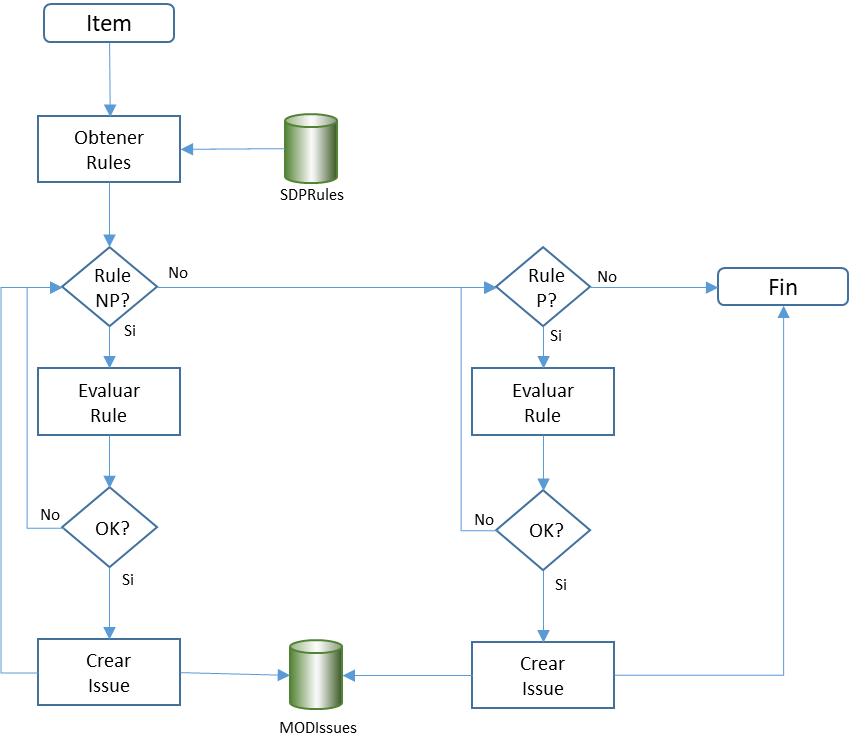 Item
Obtener
Rules
SDPRules
Rule
NP?
No
Si
Rule
P?
No
Si
Fin
Evaluar
Rule
Evaluar
Rule
No
OK?
Si
No
OK?
Si
Crear
Issue
MODIssues
Crear
Issue